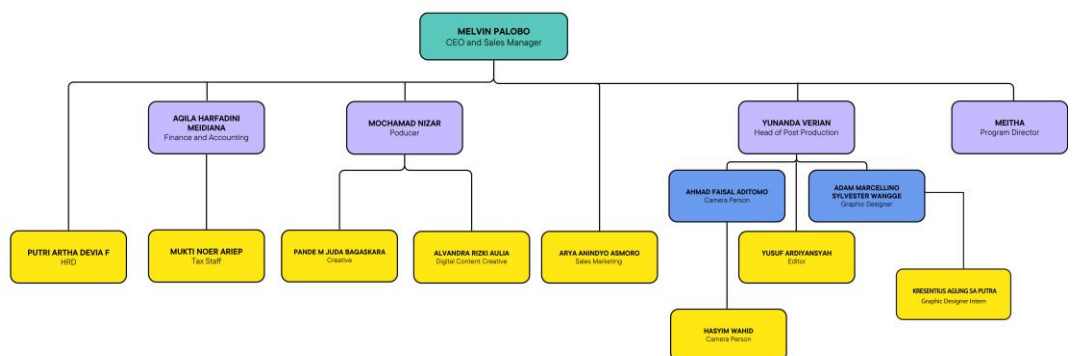 MELVIN PALOBO
CEO and Sales Manager
AQILA HARFADINI
MEIDIANA
Finance and Accounting
MOCHAMAD NIZAR
Poducer
YUNANDA VERIAN
Head of Post Production
MEITHA
Program Director
AHMAD FAISAL ADITOMO
Camera Person
ADAM MARCELLINO
SYLVESTER WANGGE
Graphic Designer
PUTRI ARTHA DEVIA F
HRD
MUKTI NOER ARIEP
Tax Staff
PANDE M JUDA BAGASKARA
Creative
ALVANDRA RIZKI AULIA
Digital Content Creative
ARYA ANINDYO ASMORO
Sales Marketing
YUSUF ARDIYANSYAH
Editor
KRESENTIUS AGUNG SA PUTRA
Graphic Designer Intern
HASYIM WAHID
Camera Person